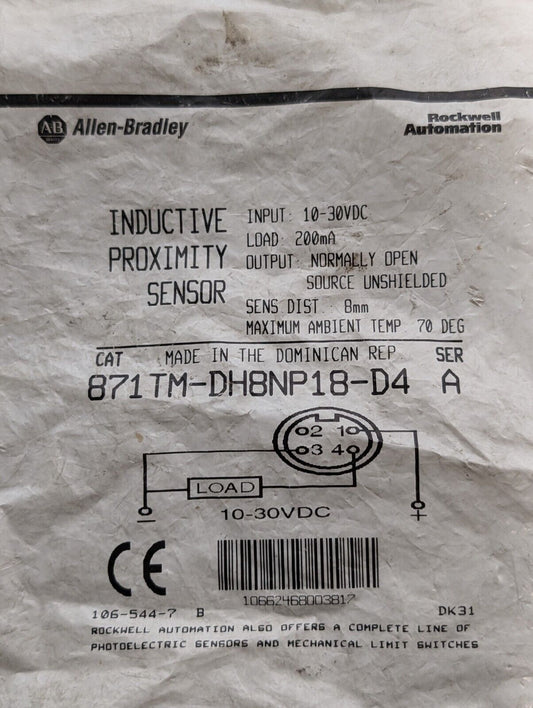 AB Allen-Bradley
Rockwell
Automation
INDUCTIVE
PROXIMITY
SENSOR
INPUT: 10-30VDC
LOAD: 200mA
OUTPUT: NORMALLY OPEN
SOURCE UNSHIELDED
SENS DIST. 8mm
MAXIMUM AMBIENT TEMP. 70 DEG
CAT MADE IN THE DOMINICAN REP. SER
871TM-DH8NP18-D4 A
2 1
3 4
LOAD
- 10-30VDC +
CE
10662468003817
106-544-7 B DK31
ROCKWELL AUTOMATION ALSO OFFERS A COMPLETE LINE OF
PHOTOELECTRIC SENSORS AND MECHANICAL LIMIT SWITCHES